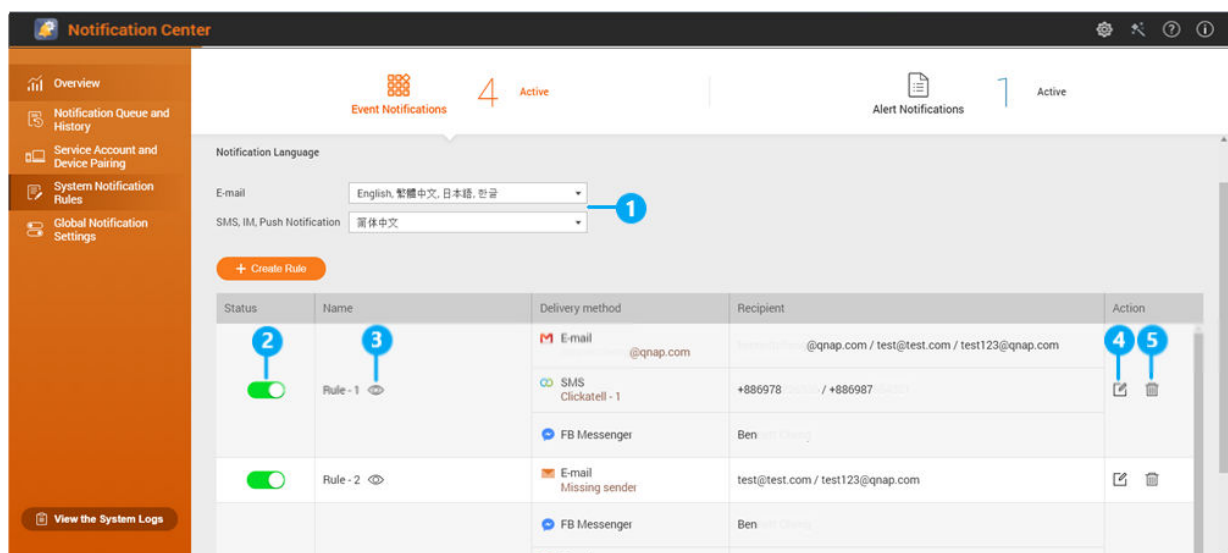 Notification Center
Overview
Notification Queue and
History
Service Account and
Device Pairing
System Notification
Rules
Global Notification
Settings
View the System Logs
Event Notifications
4
Active
Alert Notifications
1
Active
Notification Language
E-mail
English, 繁體中文, 日本語, 한글
1
SMS, IM, Push Notification
简体中文
+ Create Rule
Status
Name
Delivery method
Recipient
Action
2
3
4
5
Rule - 1
E-mail
@qnap.com
@qnap.com / test@test.com / test123@qnap.com
SMS
Clickatell - 1
+886978 / +886987
FB Messenger
Ben
Rule - 2
E-mail
Missing sender
test@test.com / test123@qnap.com
FB Messenger
Ben